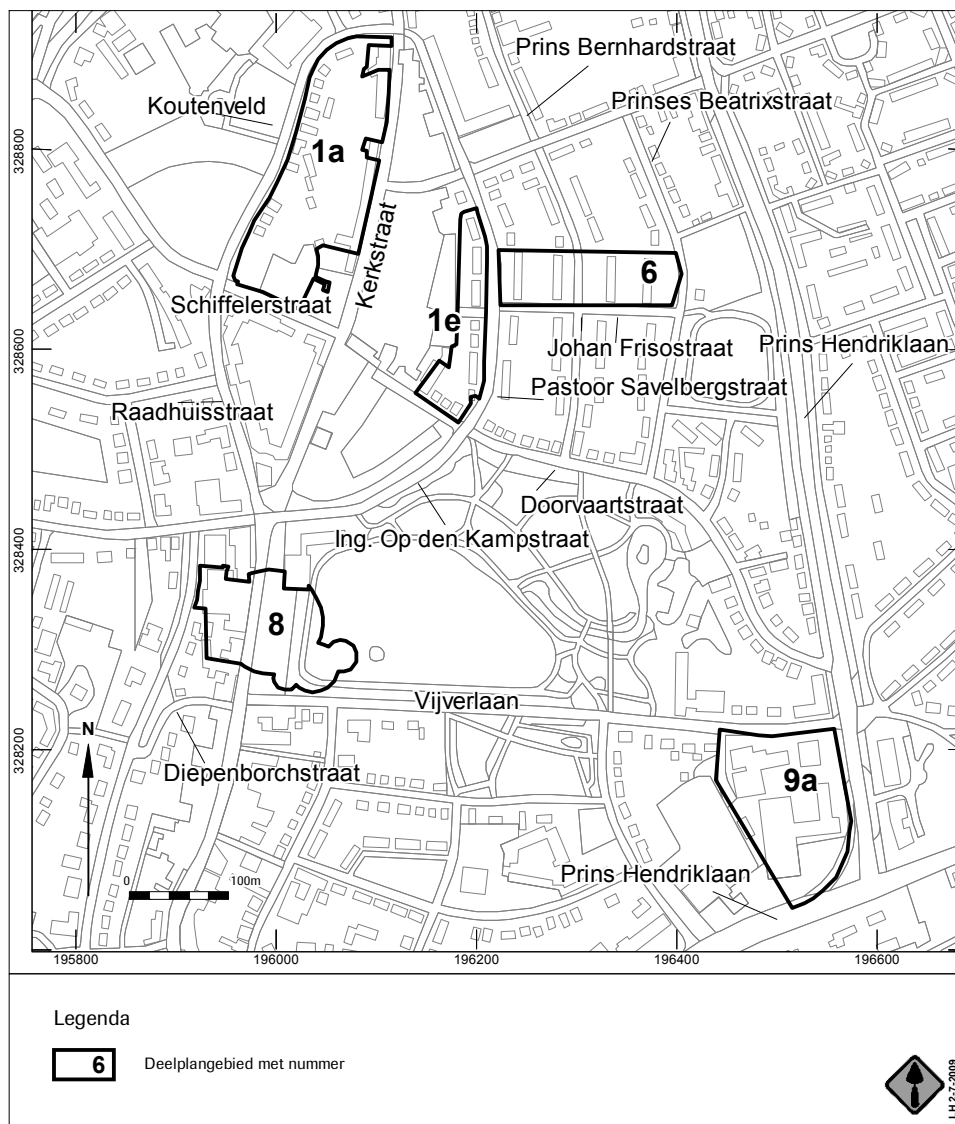 Prins Bernhardstraat
Koutenveld
Prinses Beatrixstraat
328800
1a
Kerkstraat
6
Schiffelerstraat
1e
328600
Johan Frisostraat
Prins Hendriklaan
Pastoor Savelbergstraat
Raadhuisstraat
Doorvaartstraat
Ing. Op den Kampstraat
328400
8
Vijverlaan
N
328200
Diepenborchstraat
9a
Prins Hendriklaan
0
100m
195800
196000
196200
196400
196600
Legenda
6
Deelplangebied met nummer
LH 2-7-2009